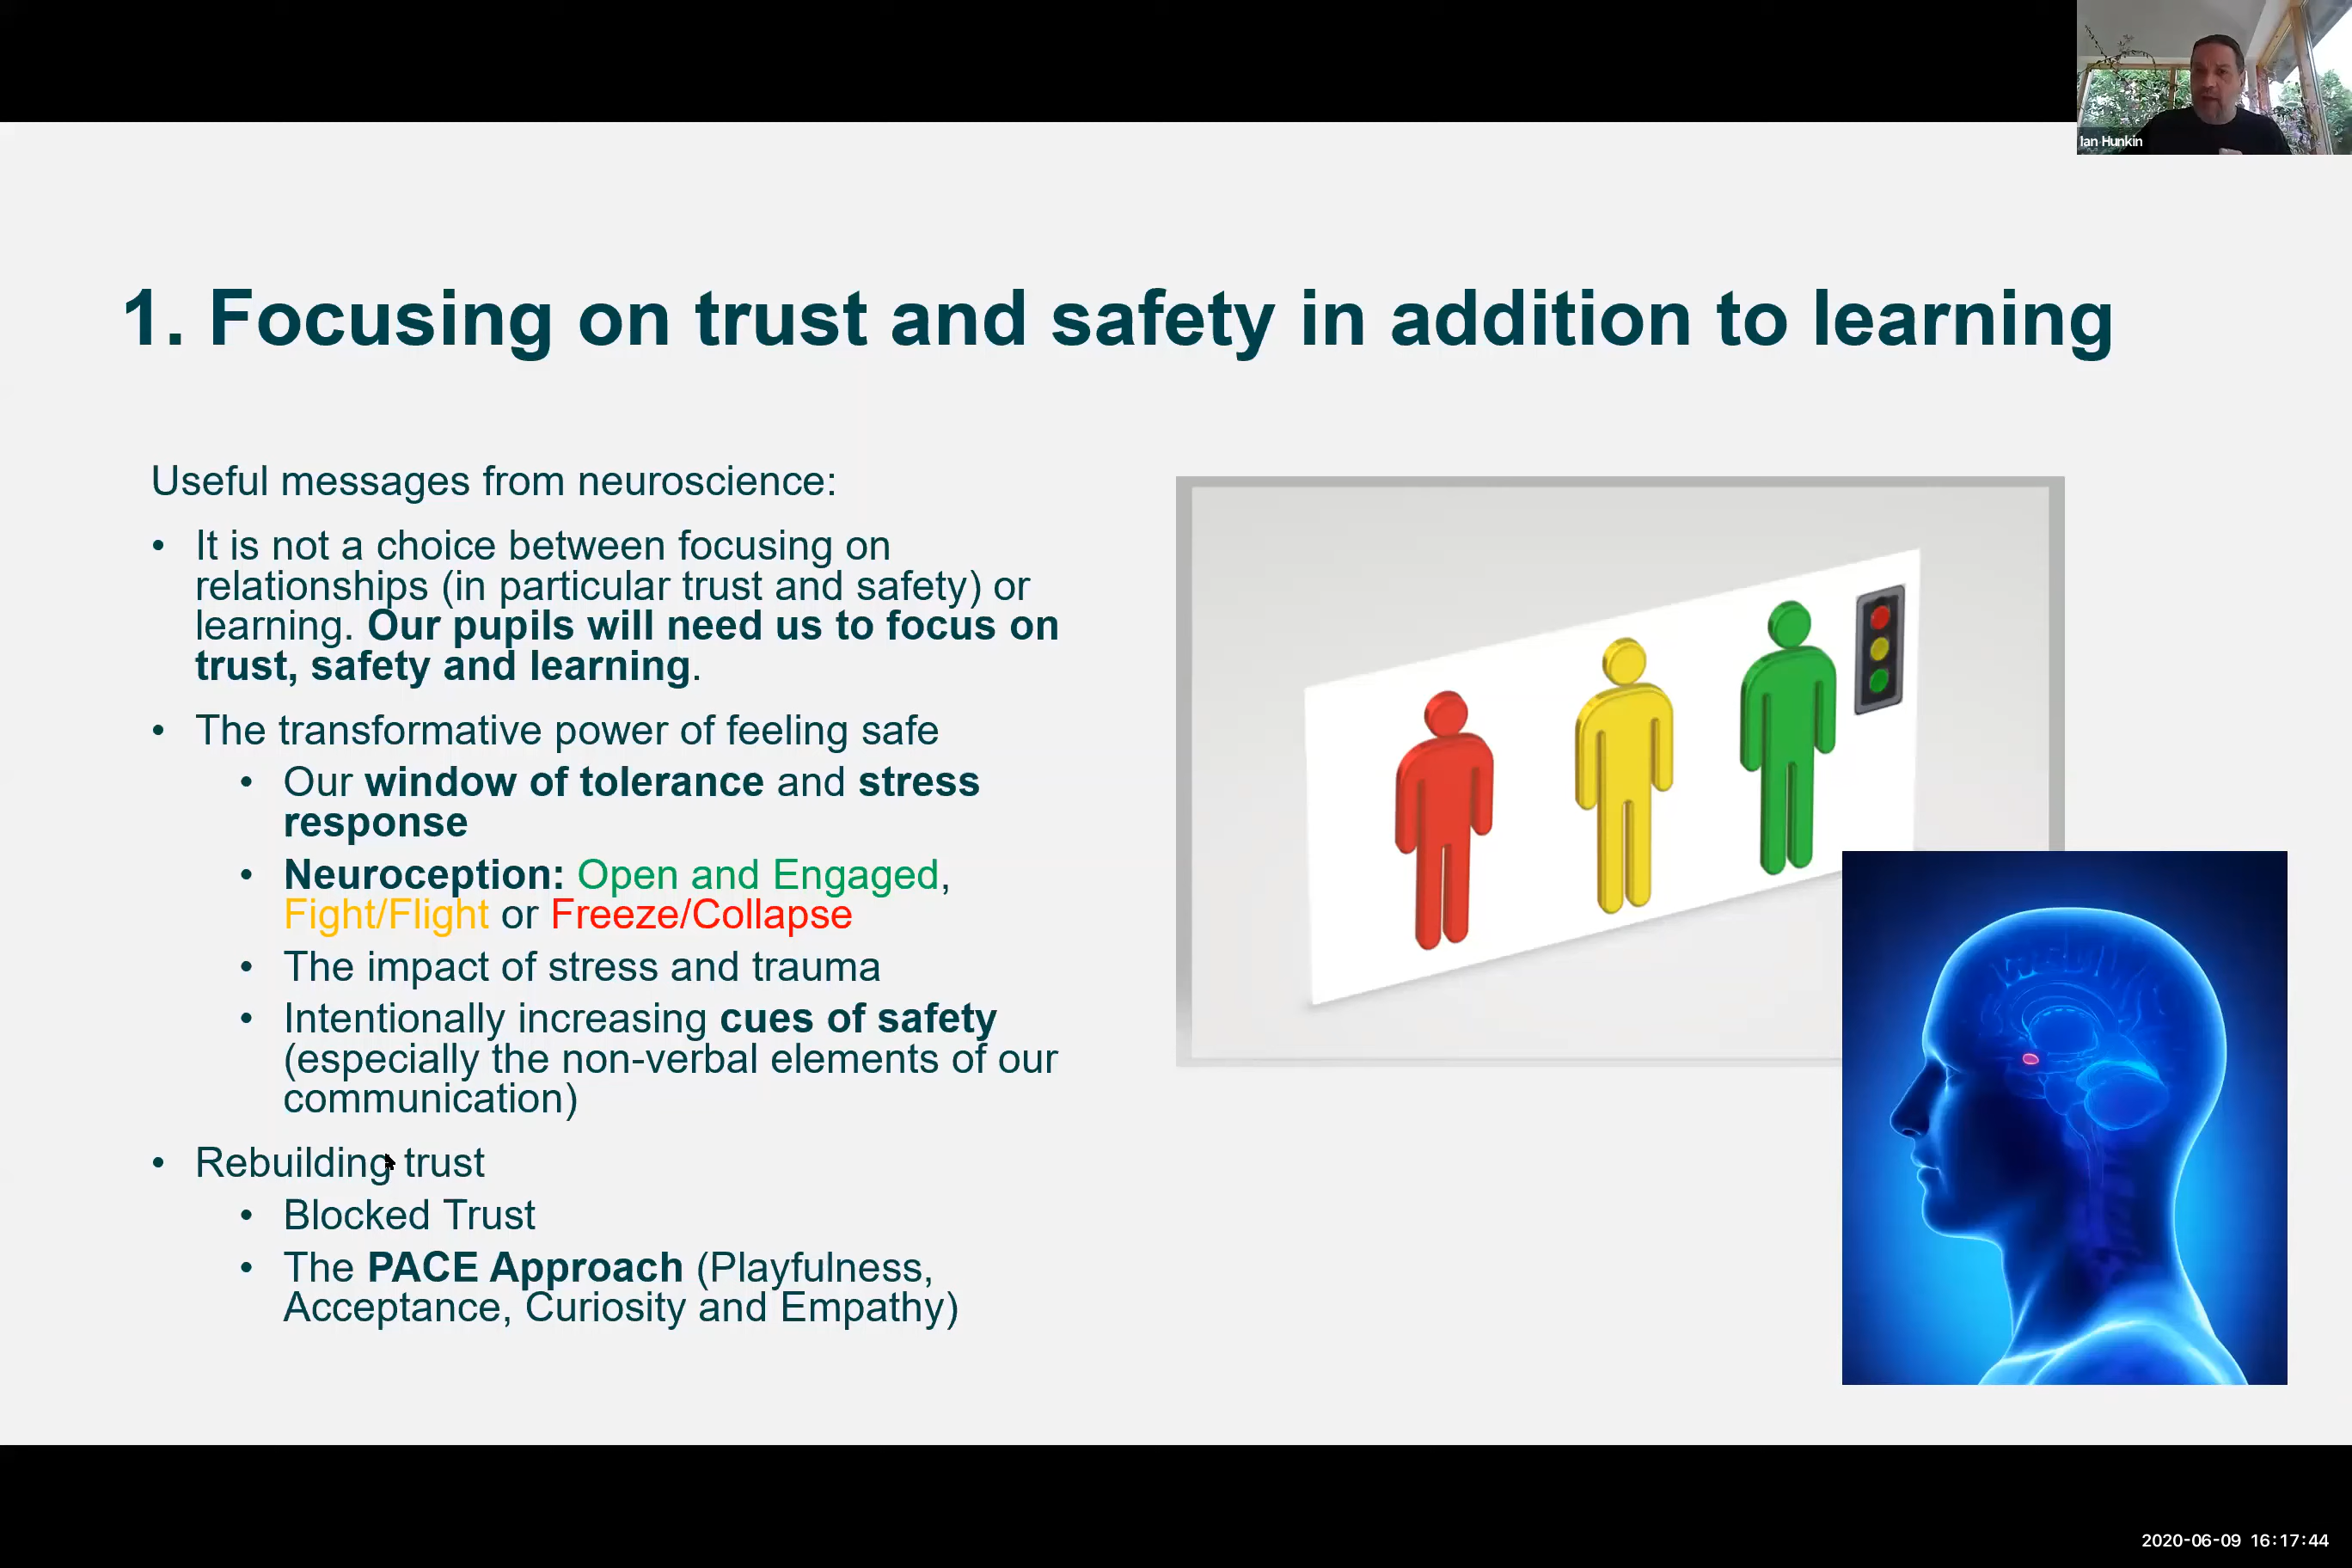 Ian Hunkin
1. Focusing on trust and safety in addition to learning
Useful messages from neuroscience:
• It is not a choice between focusing on
relationships (in particular trust and safety) or
learning. Our pupils will need us to focus on
trust, safety and learning.
• The transformative power of feeling safe
• Our window of tolerance and stress
response
• Neuroception: Open and Engaged,
Fight/Flight or Freeze/Collapse
• The impact of stress and trauma
• Intentionally increasing cues of safety
(especially the non-verbal elements of our
communication)
• Rebuilding trust
• Blocked Trust
• The PACE Approach (Playfulness,
Acceptance, Curiosity and Empathy)
2020-06-09 16:17:44